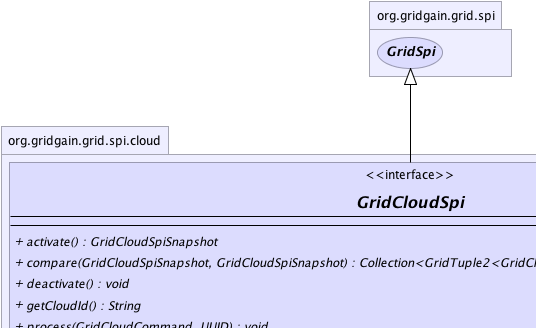 org.gridgain.grid.spi
GridSpi
org.gridgain.grid.spi.cloud
<<interface>>
GridCloudSpi
+ activate() : GridCloudSpiSnapshot
+ compare(GridCloudSpiSnapshot, GridCloudSpiSnapshot) : Collection<GridTuple2<GridCl
+ deactivate() : void
+ getCloudId() : String
+ process(GridCloudCommand, UUID) : void